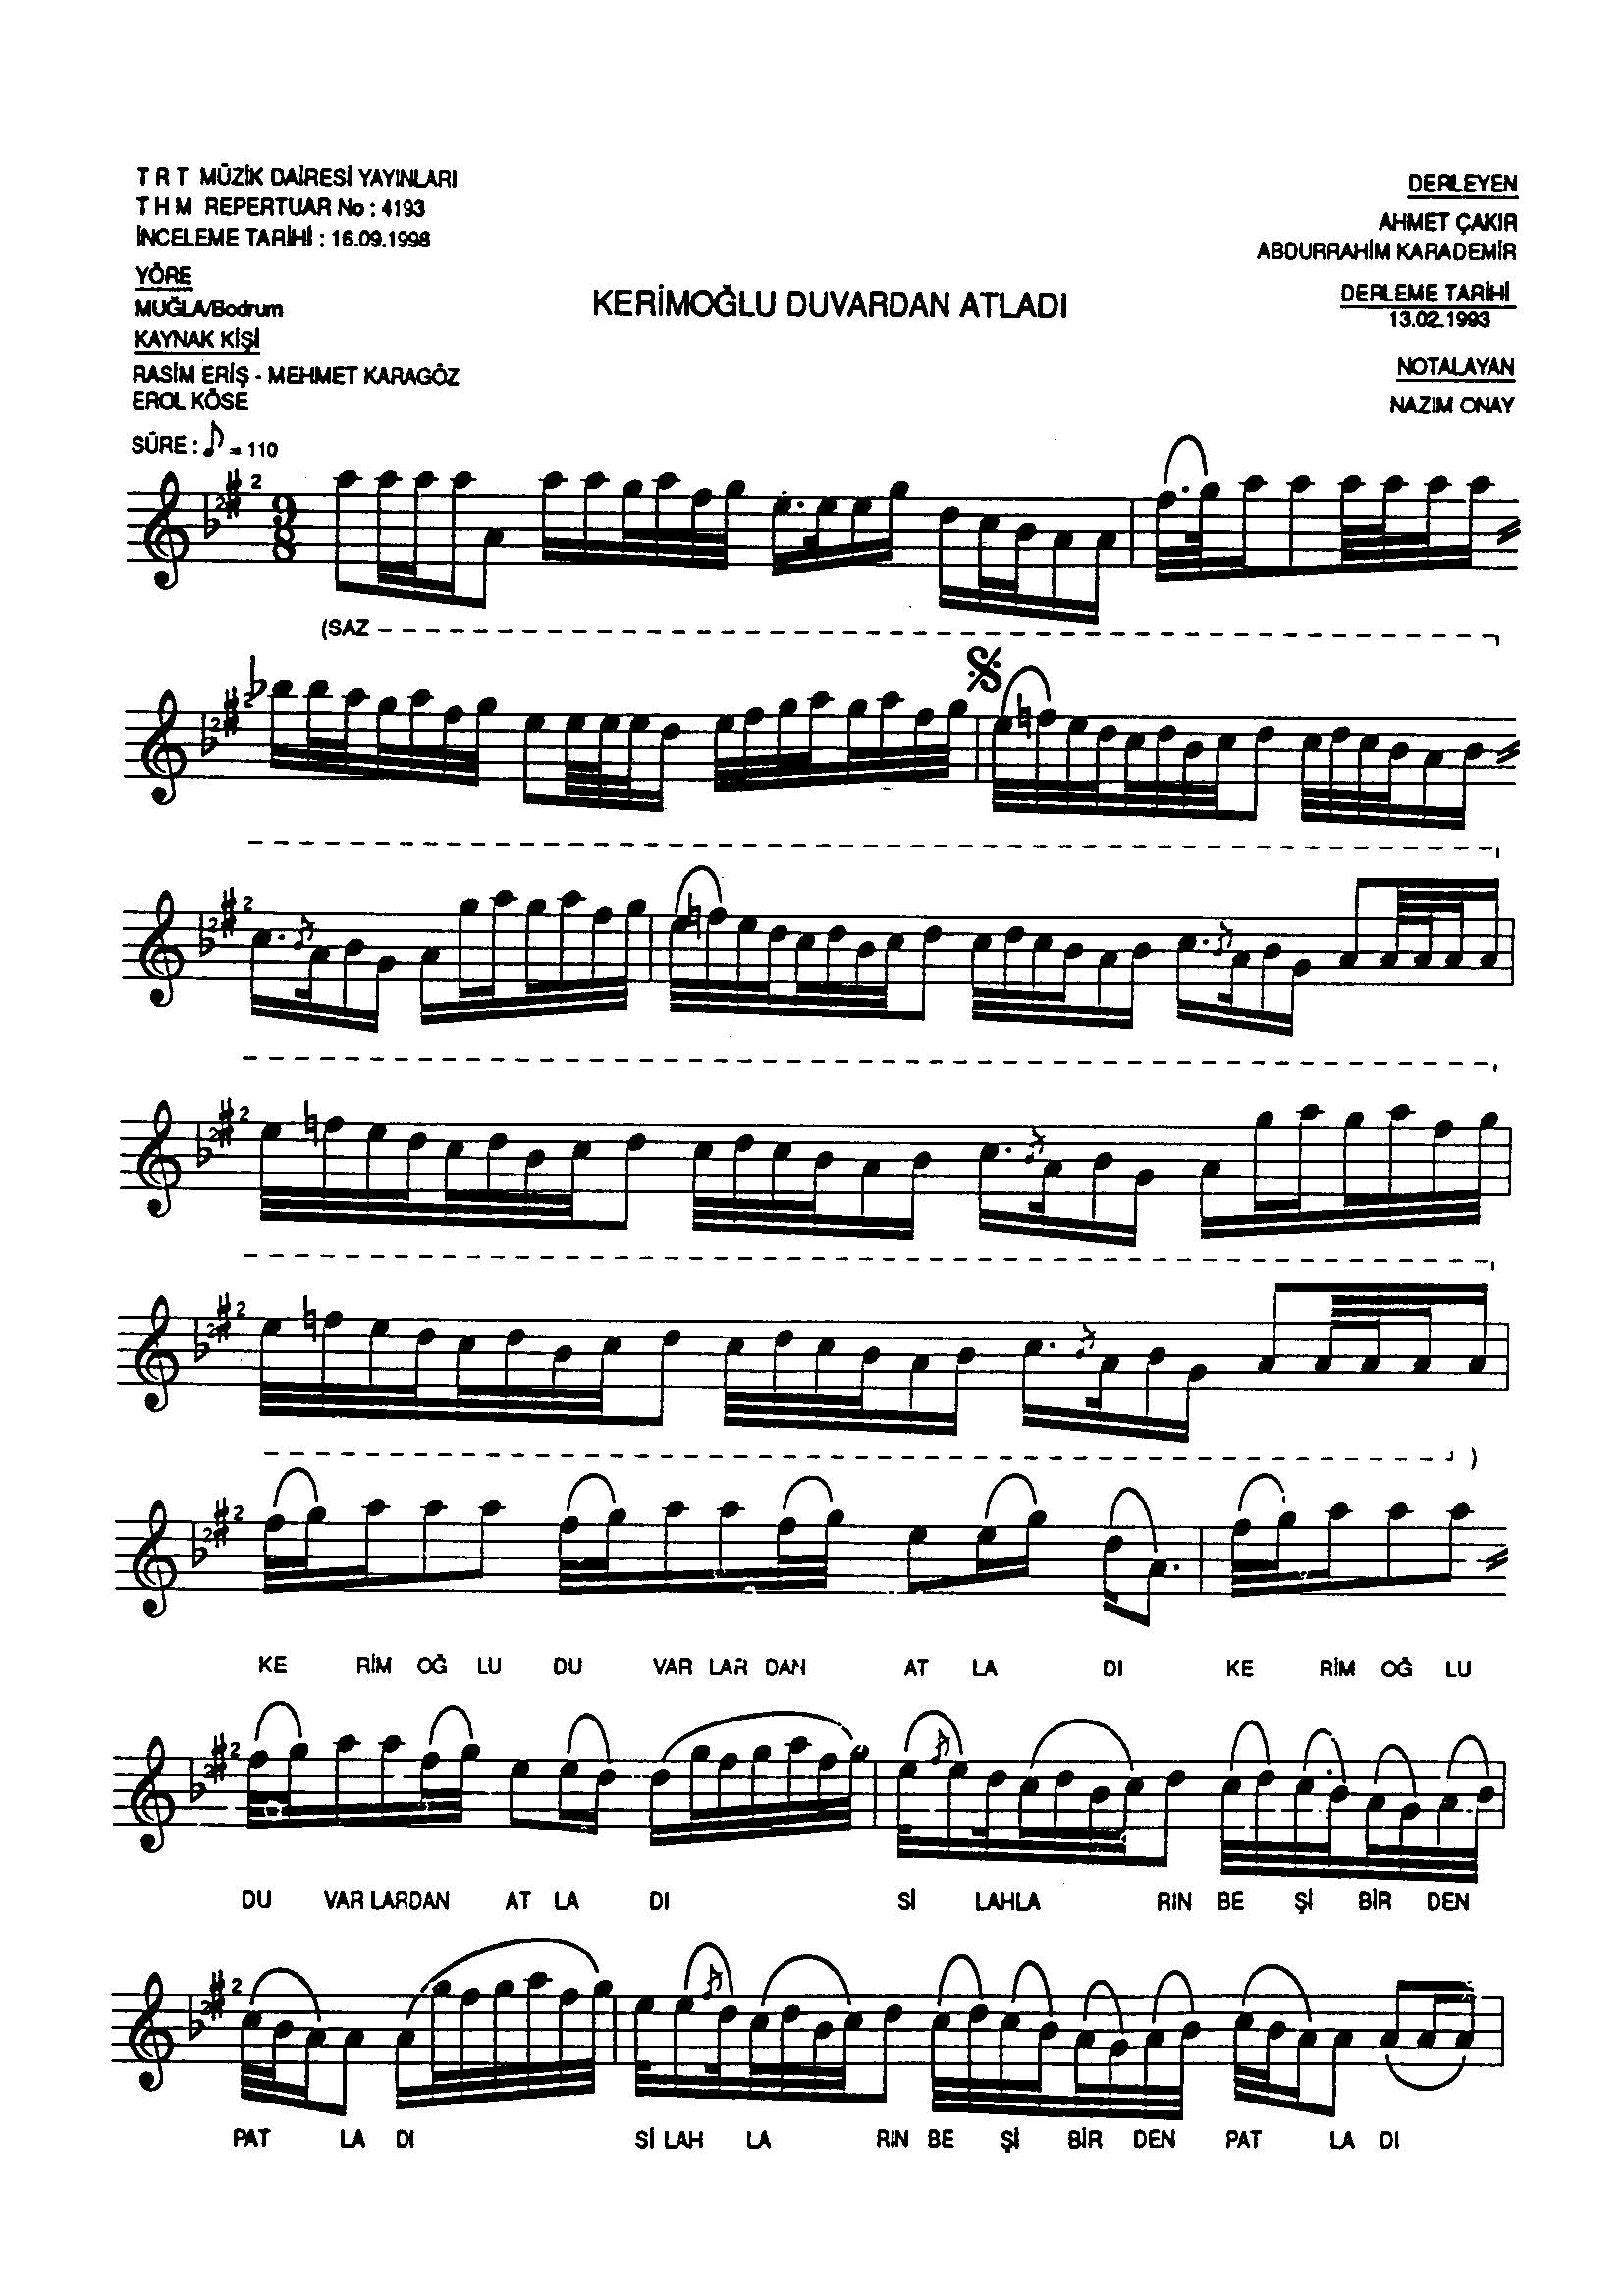 T R T MÜZİK DAİRESİ YAYINLARI
T H M REPERTUAR No : 4193
İNCELEME TARİHİ : 16.09.1998
YÖRE
MUĞLA/Bodrum
KAYNAK KİŞİ
RASİM ERİŞ - MEHMET KARAGÖZ
EROL KÖSE
SÜRE : ♪ = 110
KERİMOĞLU DUVARDAN ATLADI
DERLEYEN
AHMET ÇAKIR
ABDURRAHİM KARADEMİR
DERLEME TARİHİ
13.02.1993
NOTALAYAN
NAZIM ONAY
(SAZ
)
KE RİM OĞ LU DU VAR LAR DAN AT LA DI KE RİM OĞ LU
DU VAR LARDAN AT LA DI Sİ LAHLA RIN BE Şİ BİR DEN
PAT LA DI Sİ LAH LA RIN BE Şİ BİR DEN PAT LA DI